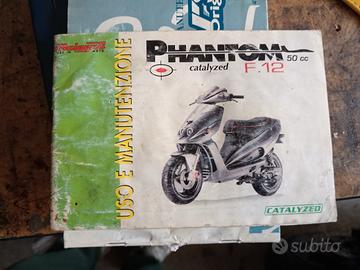 USO E MANUTENZIONE
PHANTOM
50 cc
catalyzed
F.12
CATALYZED
subito